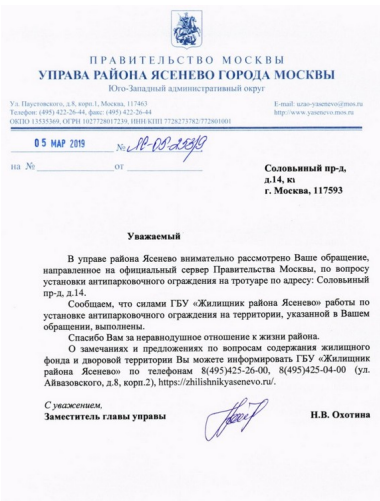 ПРАВИТЕЛЬСТВО МОСКВЫ
УПРАВА РАЙОНА ЯСЕНЕВО ГОРОДА МОСКВЫ
Юго-Западный административный округ
Ул. Паустовского, д.8, корп.1, Москва, 117463
E-mail: uzao-yasenevo@mos.ru
Телефон: (495) 422-26-44, факс: (495) 422-26-44
http://www.yasenevo.mos.ru
ОКПО 13535369, ОГРН 1027728017239, ИНН КПП 7728273782/772801001
05 МАР 2019 №
на № от
Соловьиный пр-д,
д.14, к
г. Москва, 117593
Уважаемый
В управе района Ясенево внимательно рассмотрено Ваше обращение,
направленное на официальный сервер Правительства Москвы, по вопросу
установки антипарковочного ограждения на тротуаре по адресу: Соловьиный
пр-д, д.14.
Сообщаем, что силами ГБУ «Жилищник района Ясенево» работы по
установке антипарковочного ограждения на территории, указанной в Вашем
обращении, выполнены.
Спасибо Вам за неравнодушное отношение к жизни района.
О замечаниях и предложениях по вопросам содержания жилищного
фонда и дворовой территории Вы можете информировать ГБУ «Жилищник
района Ясенево» по телефонам 8(495)425-26-00, 8(495)425-04-00 (ул.
Айвазовского, д.8, корп.2), https://zhilishnikyasenevo.ru/.
С уважением,
Заместитель главы управы
Н.В. Охотина